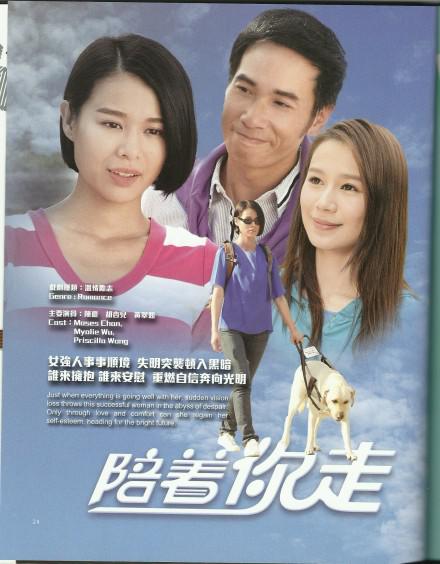 戲劇種類：溫情勵志
Genre : Romance
主要演員：陳豪　胡杏兒　黃翠如
Cast : Moses Chan,
Myolie Wu,
Priscilla Wong
女強人事事順境　失明突襲頓入黑暗
誰來擁抱 誰來安慰　重燃自信奔向光明
Just when everything is going well with her, sudden vision
loss throws this successful woman in the abyss of despair.
Only through love and comfort can she regain her
self-esteem, heading for the bright future.
陪着你走
24